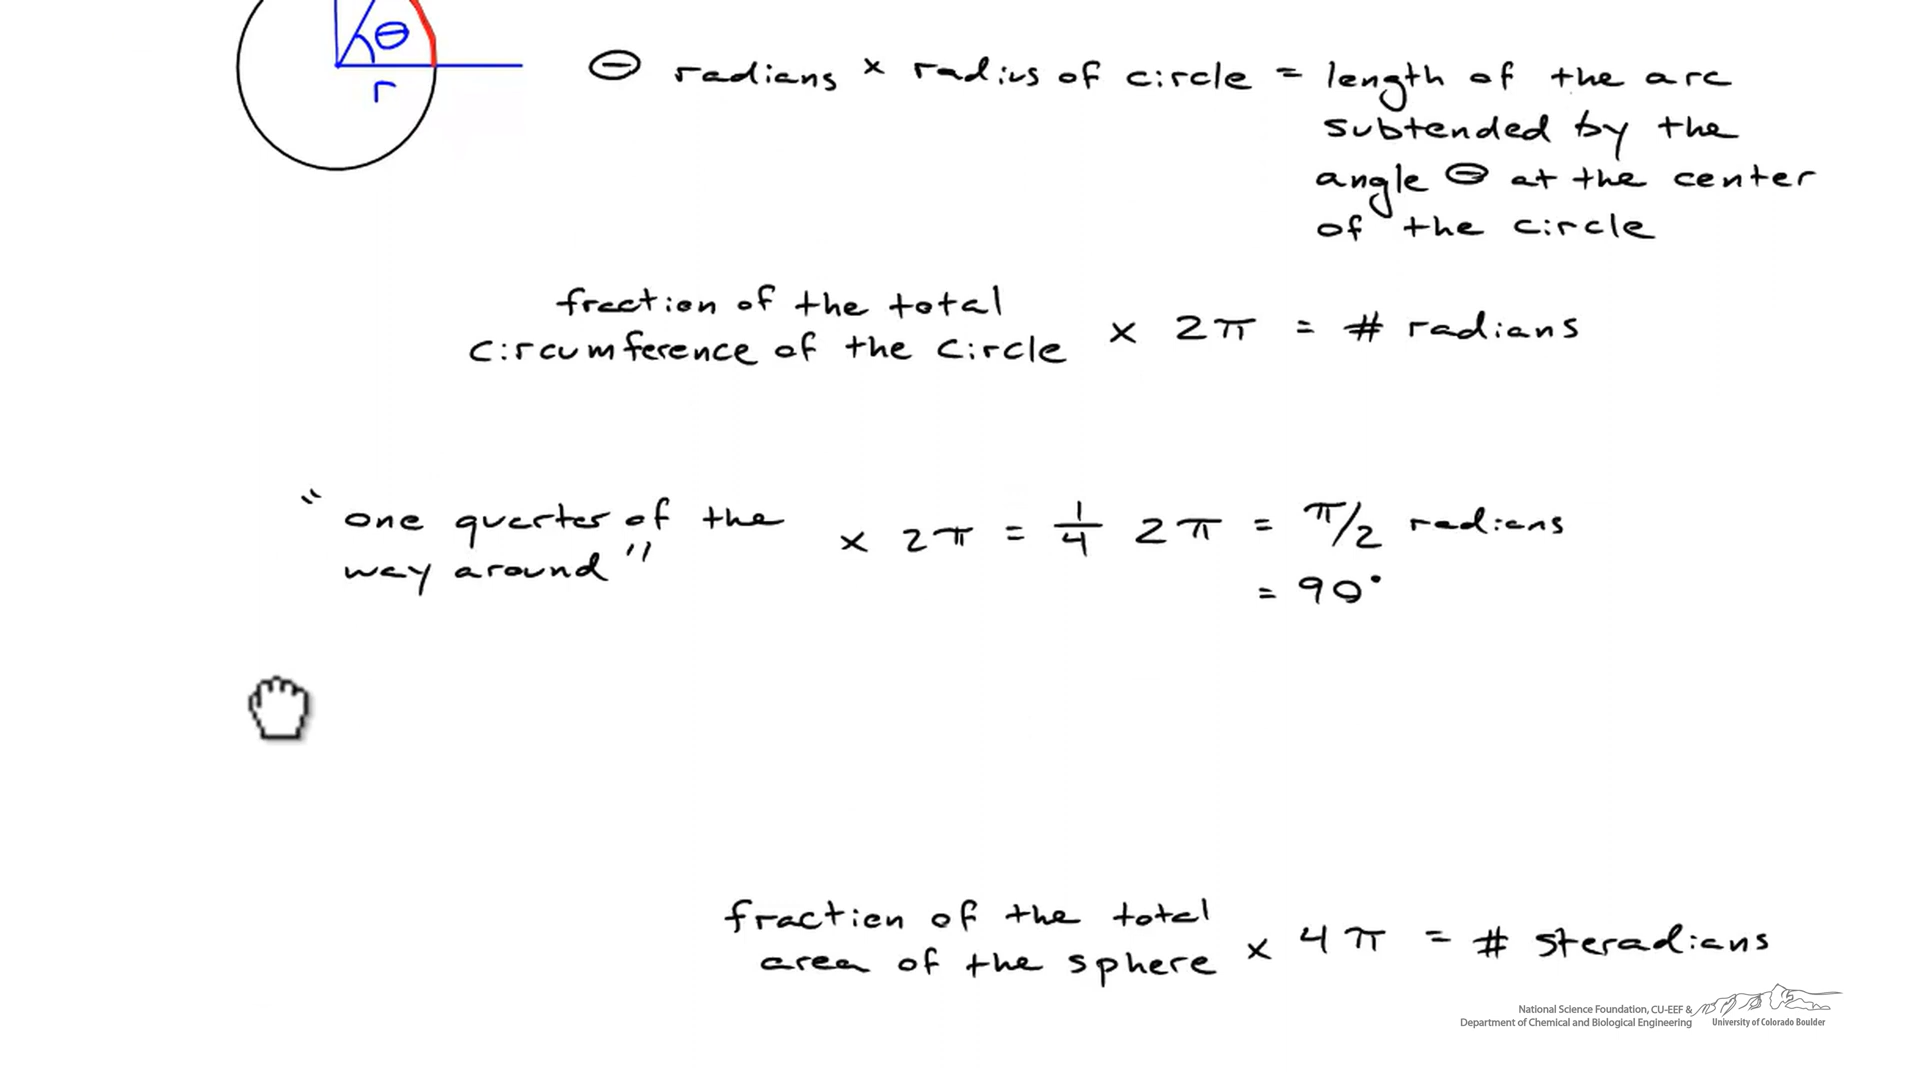 θ
r
θ radians × radius of circle = length of the arc
subtended by the
angle θ at the center
of the circle
fraction of the total
circumference of the circle × 2π = # radians
"one quarter of the
way around" × 2π = 1/4 2π = π/2 radians
= 90°
fraction of the total
area of the sphere × 4π = # steradians
National Science Foundation, CU-EEF &
Department of Chemical and Biological Engineering
University of Colorado Boulder